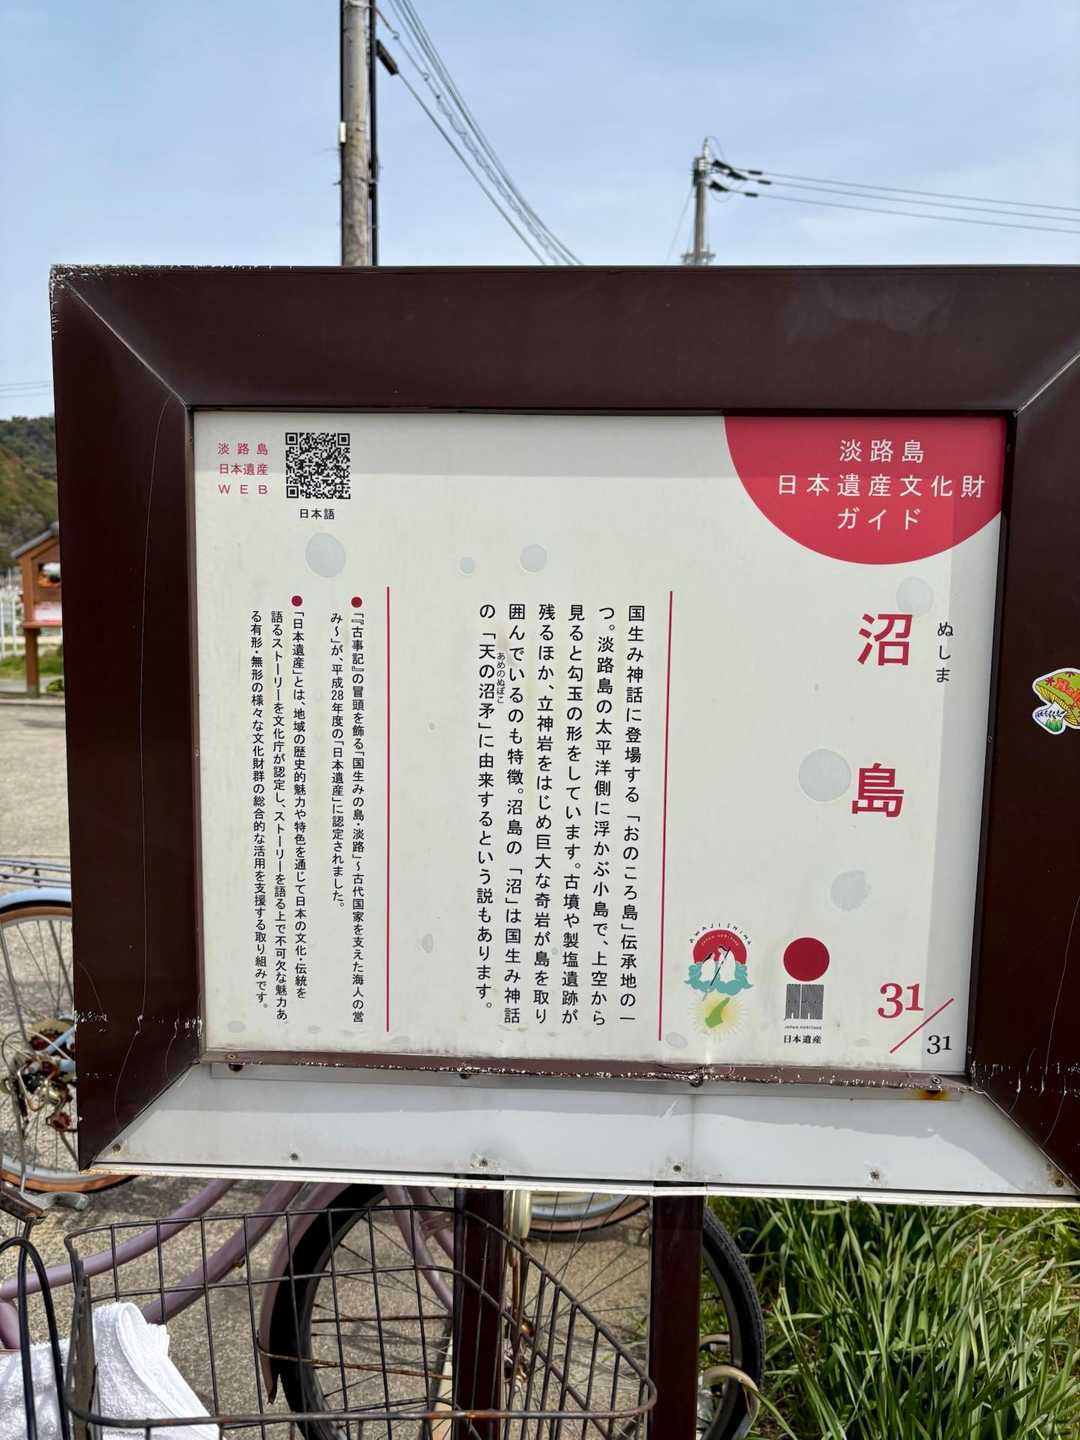 淡路島
日本遺産文化財
ガイド
ぬしま
沼島
31/31
AWAJISHIMA
JAPAN HERITAGE
JAPAN HERITAGE
日本遺産
国生み神話に登場する「おのころ島」伝承地の一
つ。淡路島の太平洋側に浮かぶ小島で、上空から
見ると勾玉の形をしています。古墳や製塩遺跡が
残るほか、立神岩をはじめ巨大な奇岩が島を取り
囲んでいるのも特徴。沼島の「沼」は国生み神話
あめのぬぼこ
の「天の沼矛」に由来するという説もあります。
●「『古事記』の冒頭を飾る「国生みの島・淡路」〜古代国家を支えた海人の営
み〜」が、平成28年度の「日本遺産」に認定されました。
●「日本遺産」とは、地域の歴史的魅力や特色を通じて日本の文化・伝統を
語るストーリーを文化庁が認定し、ストーリーを語る上で不可欠な魅力あ
る有形・無形の様々な文化財群の総合的な活用を支援する取り組みです。
淡路島
日本遺産
WEB
日本語